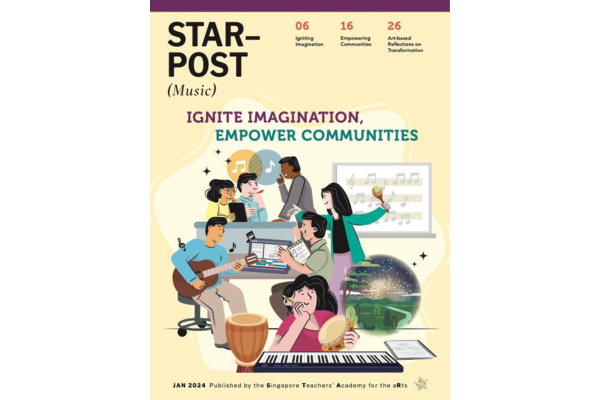 STAR–
POST
(Music)
06
Igniting
Imagination
16
Empowering
Communities
26
Art-based
Reflections on
Transformation
IGNITE IMAGINATION,
EMPOWER COMMUNITIES
JAN 2024 Published by the Singapore Teachers' Academy for the aRts